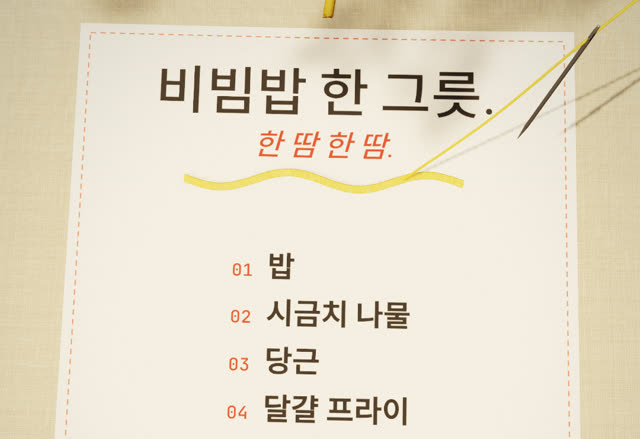 비빔밥 한 그릇.
한 땀 한 땀.
01 밥
02 시금치 나물
03 당근
04 달걀 프라이